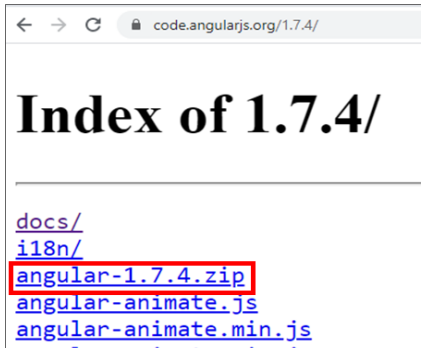 code.angularjs.org/1.7.4/
Index of 1.7.4/
docs/
i18n/
angular-1.7.4.zip
angular-animate.js
angular-animate.min.js